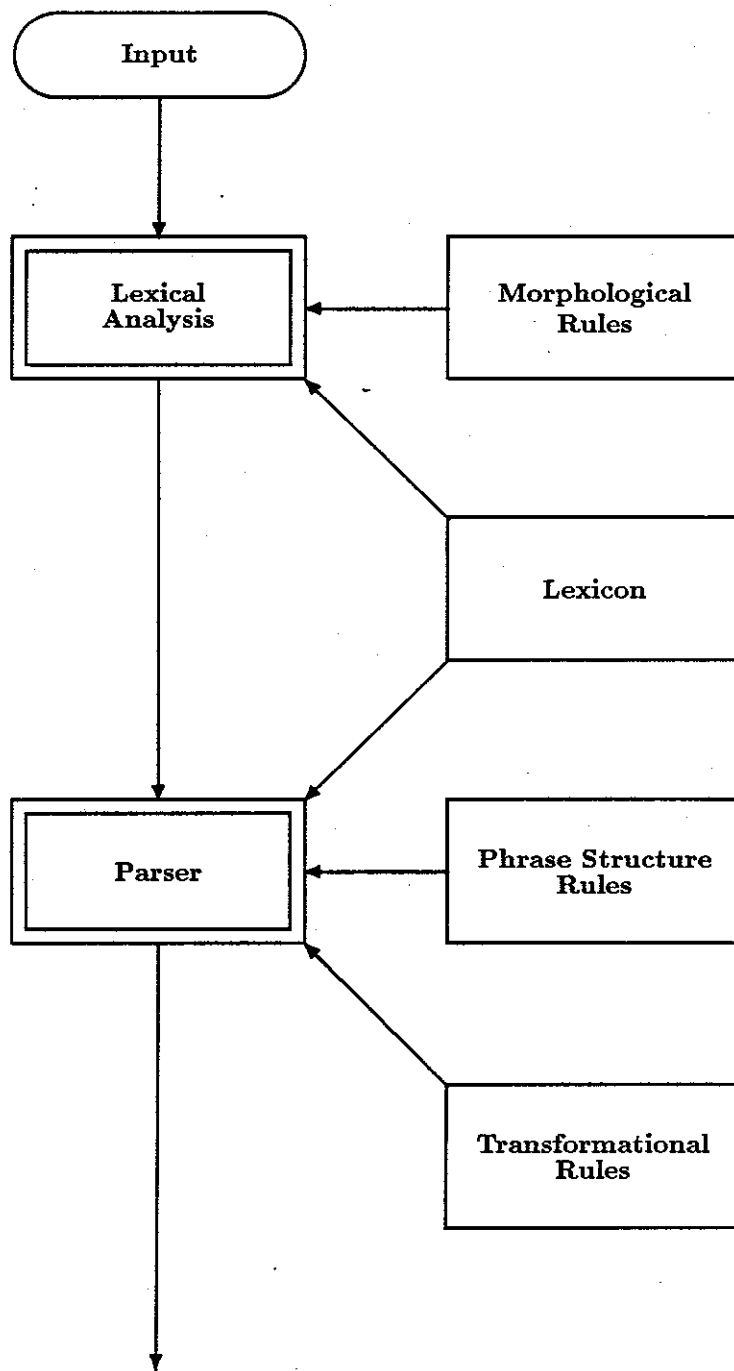 Input
Lexical
Analysis
Morphological
Rules
Lexicon
Parser
Phrase Structure
Rules
Transformational
Rules